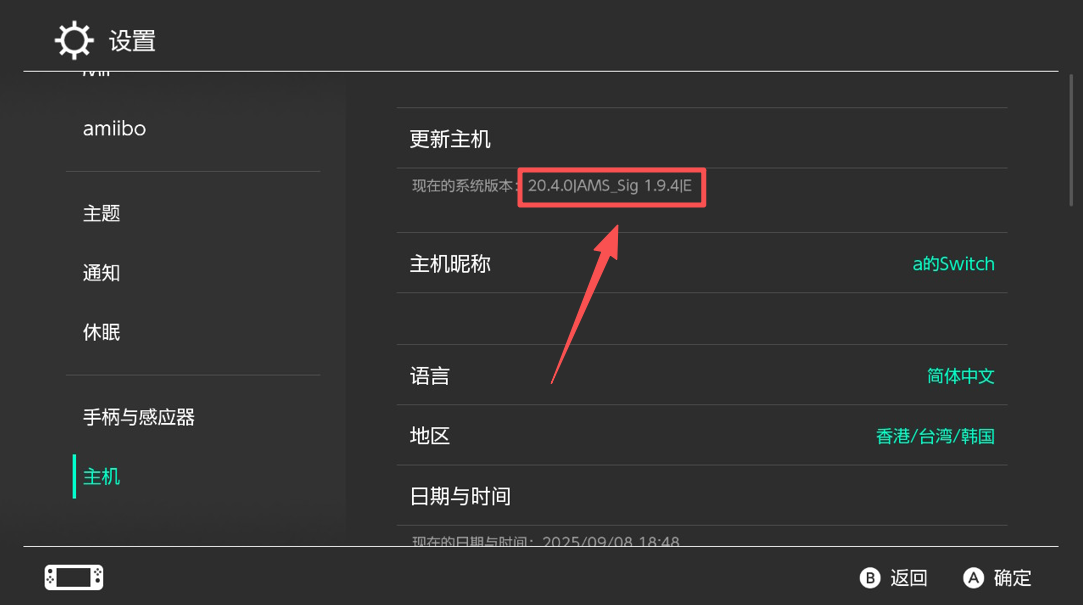 设置
amiibo
主题
通知
休眠
手柄与感应器
主机
更新主机
现在的系统版本：20.4.0|AMS_Sig 1.9.4|E
主机昵称 a的Switch
语言 简体中文
地区 香港/台湾/韩国
日期与时间
现在的日期与时间：2025/09/08 18:48
B 返回 A 确定